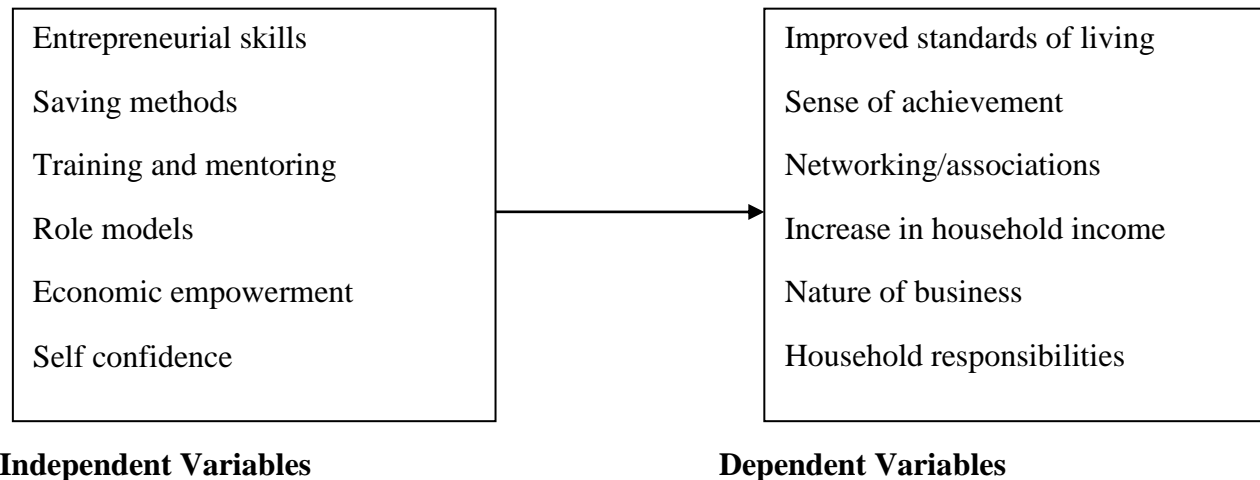 Entrepreneurial skills
Saving methods
Training and mentoring
Role models
Economic empowerment
Self confidence
Improved standards of living
Sense of achievement
Networking/associations
Increase in household income
Nature of business
Household responsibilities
Independent Variables
Dependent Variables